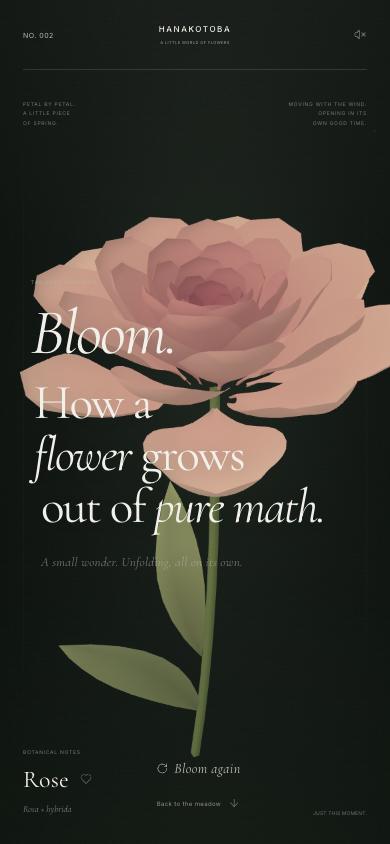 NO. 002
HANAKOTOBA
A LITTLE WORLD OF FLOWERS
PETAL BY PETAL.
A LITTLE PIECE
OF SPRING.
MOVING WITH THE WIND.
OPENING IN ITS
OWN GOOD TIME.
Bloom.
How a
flower grows
out of pure math.
A small wonder. Unfolding, all on its own.
BOTANICAL NOTES
Rose
Rosa × hybrida
Bloom again
Back to the meadow
JUST THIS MOMENT.